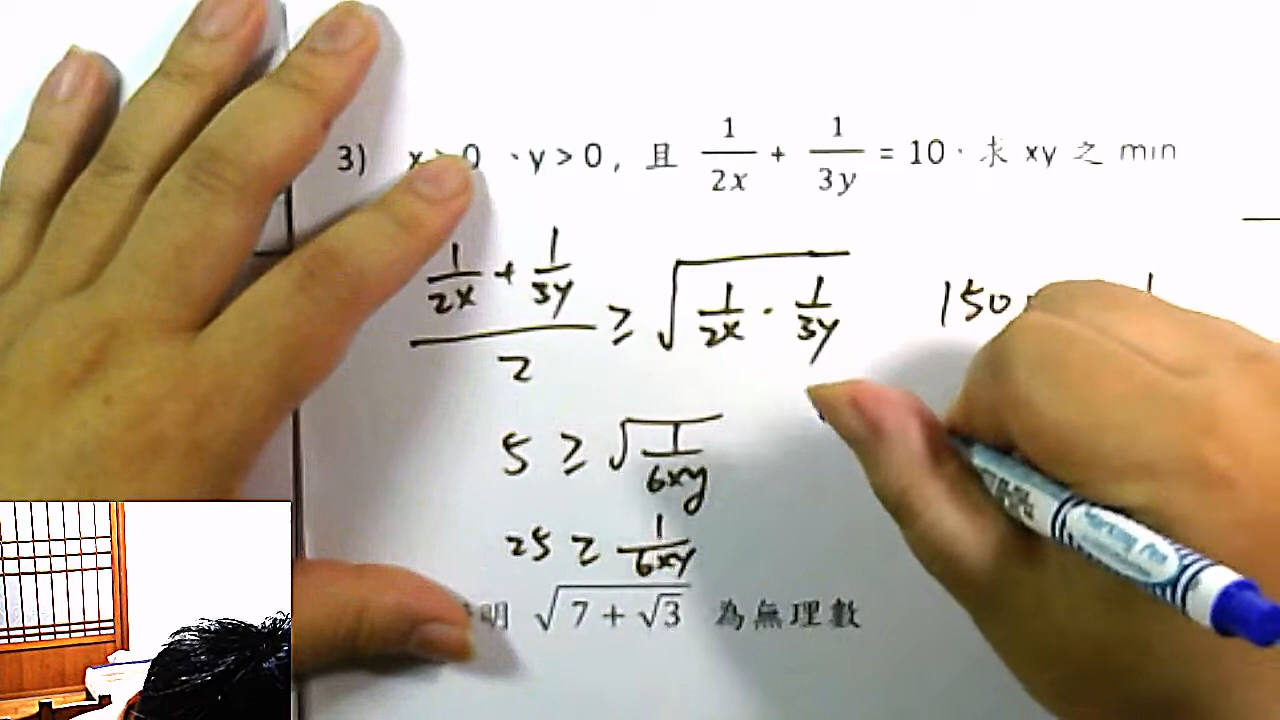 3) x > 0、y > 0, 且 1/2x + 1/3y = 10，求 xy 之 min
(1/2x + 1/3y)/2 ≥ √(1/2x · 1/3y)
150
1
5 ≥ √(1/6xy)
25 ≥ 1/6xy
明 √(7 + √3) 為無理數